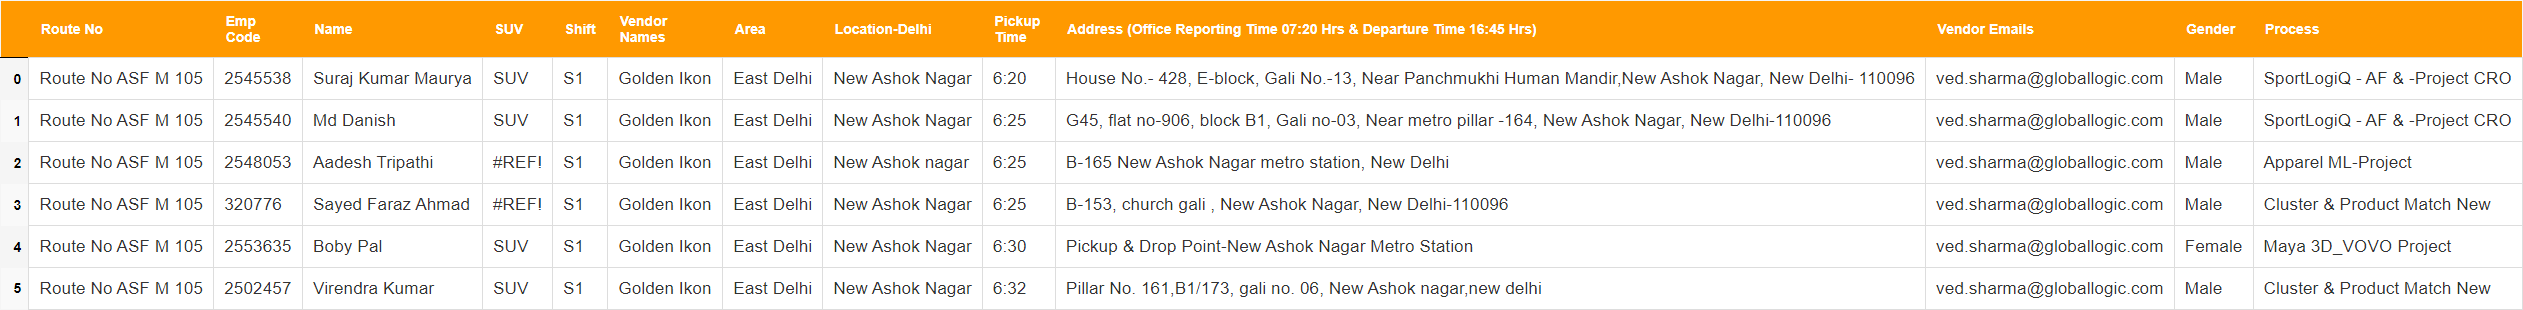 Route No Emp Code Name SUV Shift Vendor Names Area Location-Delhi Pickup Time Address (Office Reporting Time 07:20 Hrs & Departure Time 16:45 Hrs) Vendor Emails Gender Process
0 Route No ASF M 105 2545538 Suraj Kumar Maurya SUV S1 Golden Ikon East Delhi New Ashok Nagar 6:20 House No.- 428, E-block, Gali No.-13, Near Panchmukhi Human Mandir,New Ashok Nagar, New Delhi- 110096 ved.sharma@globallogic.com Male SportLogiQ - AF & -Project CRO
1 Route No ASF M 105 2545540 Md Danish SUV S1 Golden Ikon East Delhi New Ashok Nagar 6:25 G45, flat no-906, block B1, Gali no-03, Near metro pillar -164, New Ashok Nagar, New Delhi-110096 ved.sharma@globallogic.com Male SportLogiQ - AF & -Project CRO
2 Route No ASF M 105 2548053 Aadesh Tripathi #REF! S1 Golden Ikon East Delhi New Ashok nagar 6:25 B-165 New Ashok Nagar metro station, New Delhi ved.sharma@globallogic.com Male Apparel ML-Project
3 Route No ASF M 105 320776 Sayed Faraz Ahmad #REF! S1 Golden Ikon East Delhi New Ashok Nagar 6:25 B-153, church gali , New Ashok Nagar, New Delhi-110096 ved.sharma@globallogic.com Male Cluster & Product Match New
4 Route No ASF M 105 2553635 Boby Pal SUV S1 Golden Ikon East Delhi New Ashok Nagar 6:30 Pickup & Drop Point-New Ashok Nagar Metro Station ved.sharma@globallogic.com Female Maya 3D_VOVO Project
5 Route No ASF M 105 2502457 Virendra Kumar SUV S1 Golden Ikon East Delhi New Ashok Nagar 6:32 Pillar No. 161,B1/173, gali no. 06, New Ashok nagar,new delhi ved.sharma@globallogic.com Male Cluster & Product Match New